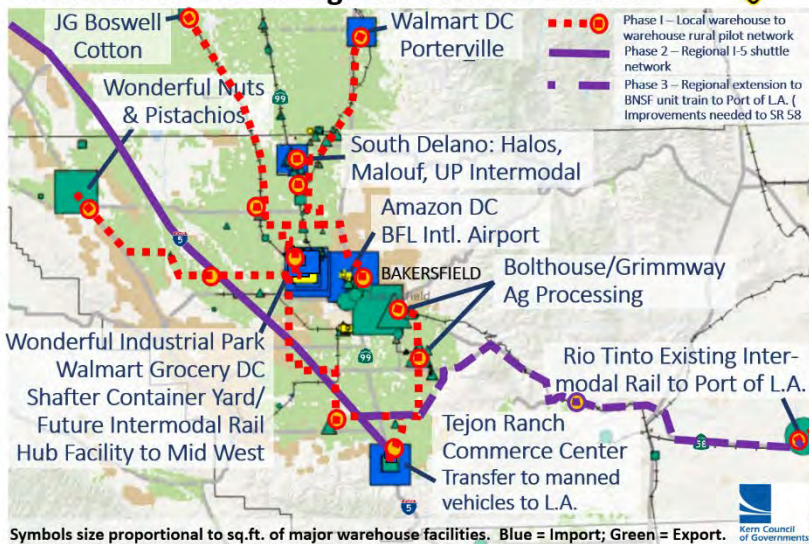 JG Boswell
Cotton
Walmart DC
Porterville
Phase I – Local warehouse to
warehouse rural pilot network
Phase 2 – Regional I-5 shuttle
network
Phase 3 – Regional extension to
BNSF unit train to Port of L.A. (
Improvements needed to SR 58
99
Wonderful Nuts
& Pistachios
South Delano: Halos,
Malouf, UP Intermodal
Amazon DC
BFL Intl. Airport
5
BAKERSFIELD
Bolthouse/Grimmway
Ag Processing
Wonderful Industrial Park
Walmart Grocery DC
Shafter Container Yard/
Future Intermodal Rail
Hub Facility to Mid West
99
Rio Tinto Existing Inter-
modal Rail to Port of L.A.
Tejon Ranch
Commerce Center
Transfer to manned
vehicles to L.A.
58
5
Symbols size proportional to sq.ft. of major warehouse facilities. Blue = Import; Green = Export.
Kern Council
of Governments